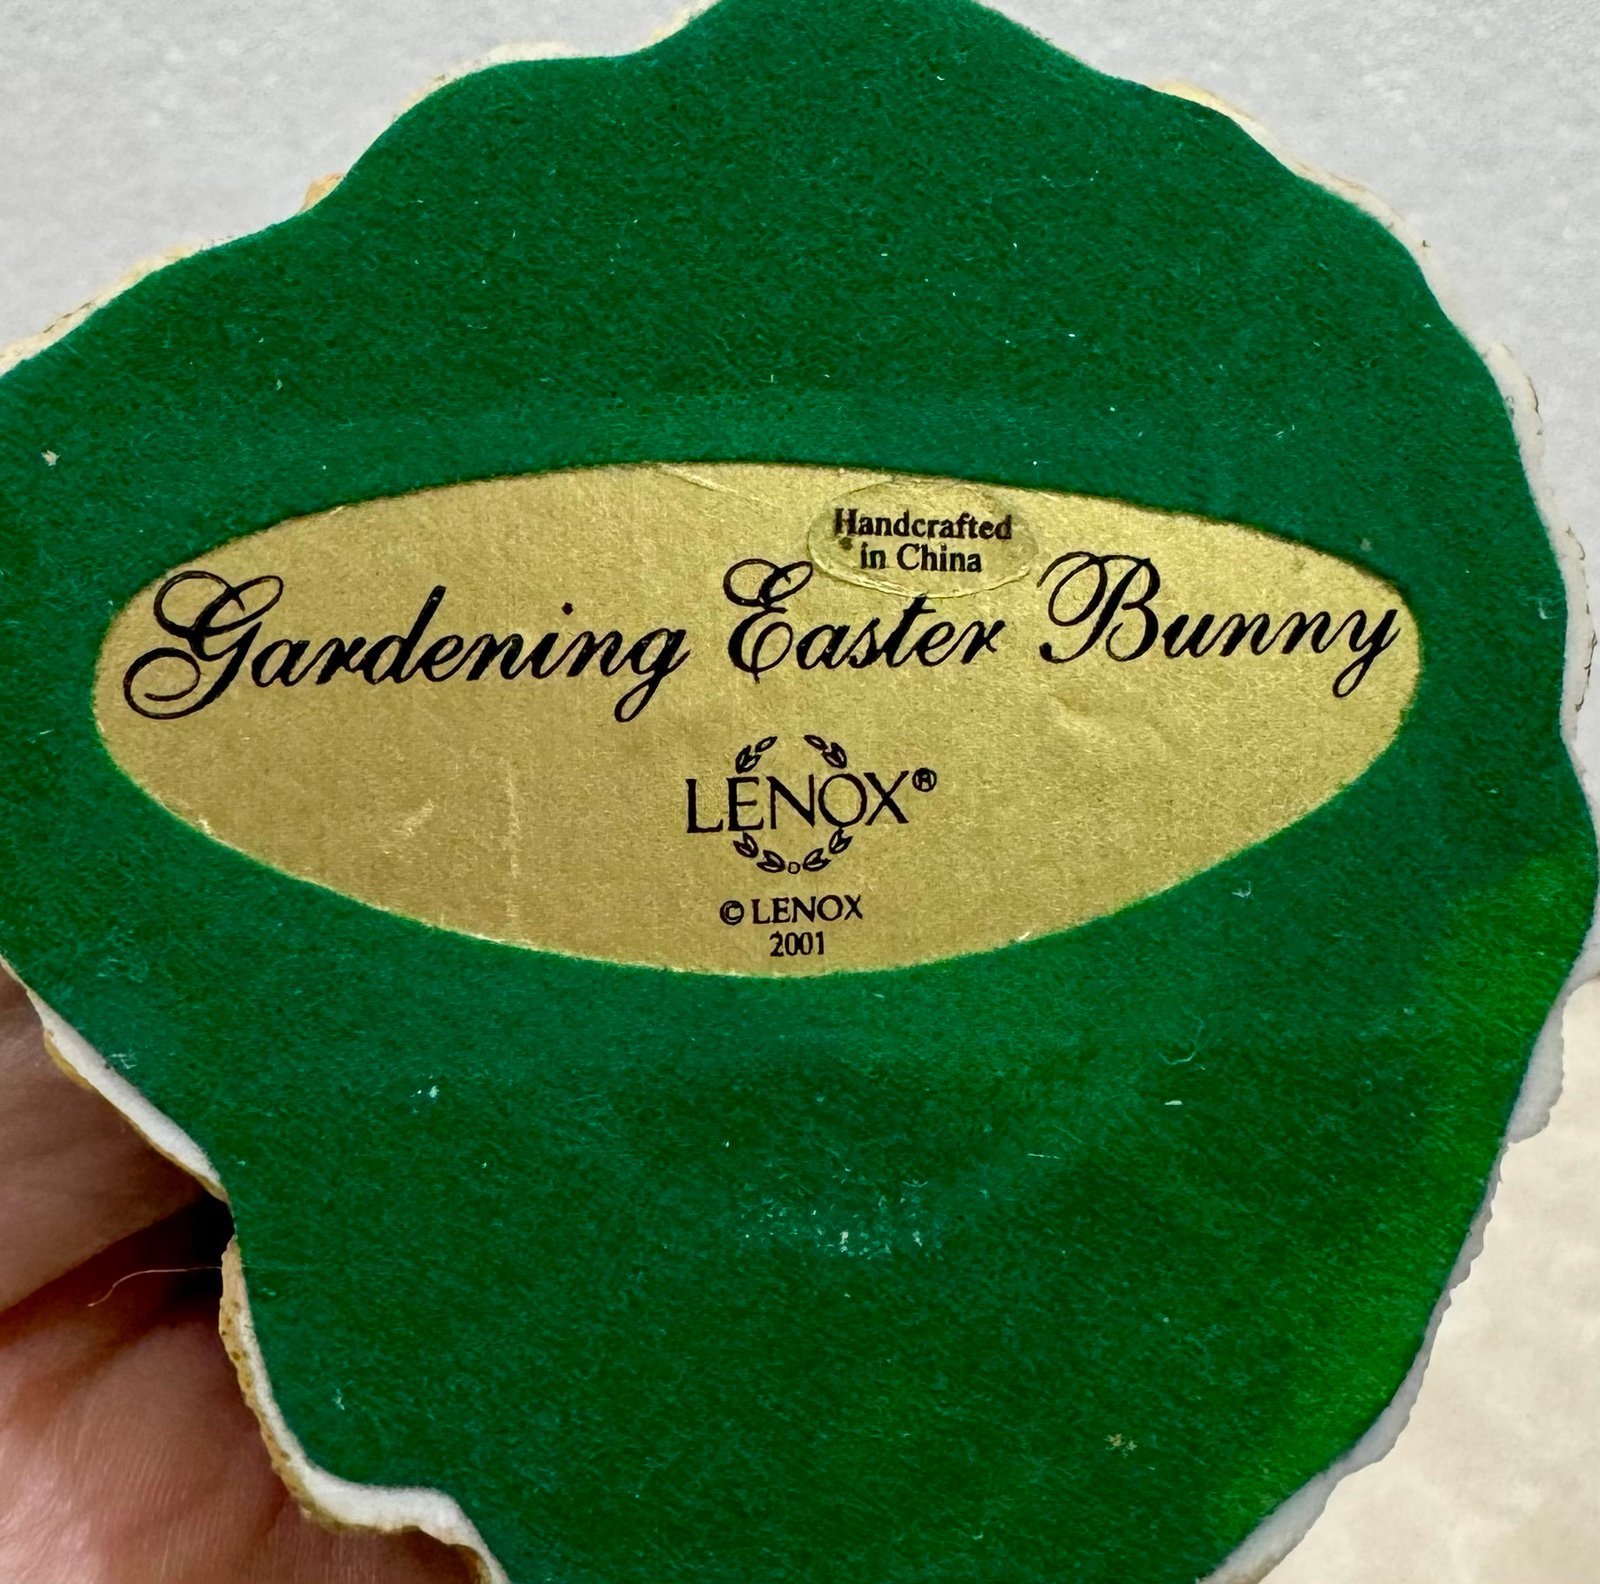 Handcrafted
in China
Gardening Easter Bunny
LENOX®
© LENOX
2001